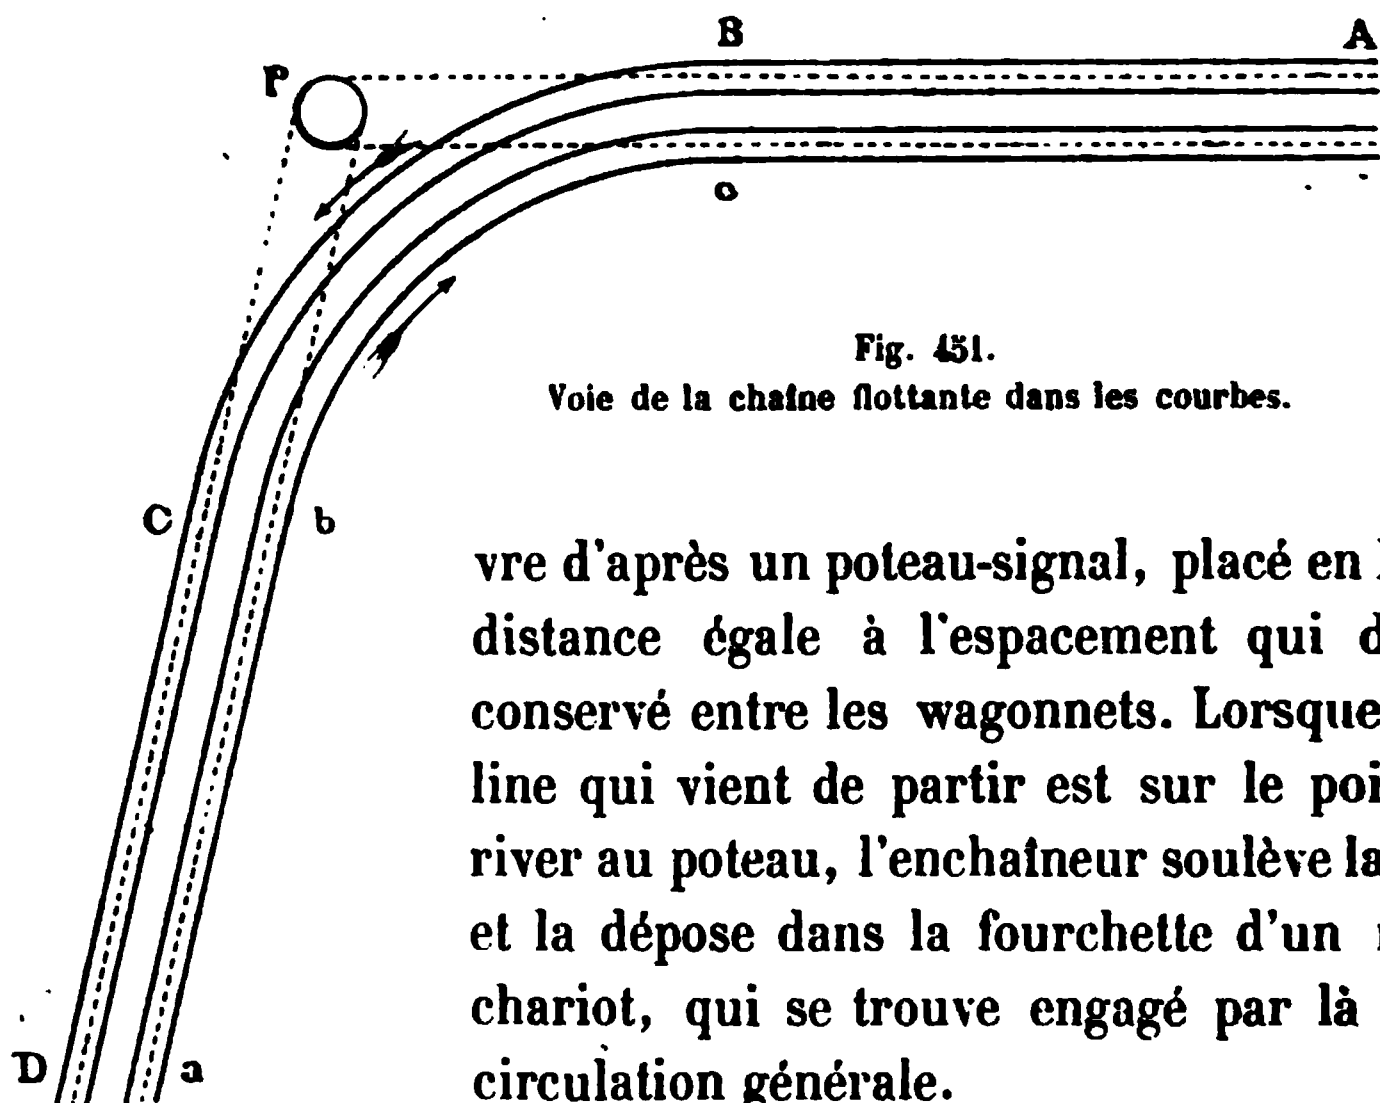 B A
P
c
Fig. 451.
Voie de la chaîne flottante dans les courbes.
C b
vre d'après un poteau-signal, placé en
distance égale à l'espacement qui d
conservé entre les wagonnets. Lorsque
line qui vient de partir est sur le poi
river au poteau, l'enchaîneur soulève la
et la dépose dans la fourchette d'un
chariot, qui se trouve engagé par là
circulation générale.
D a